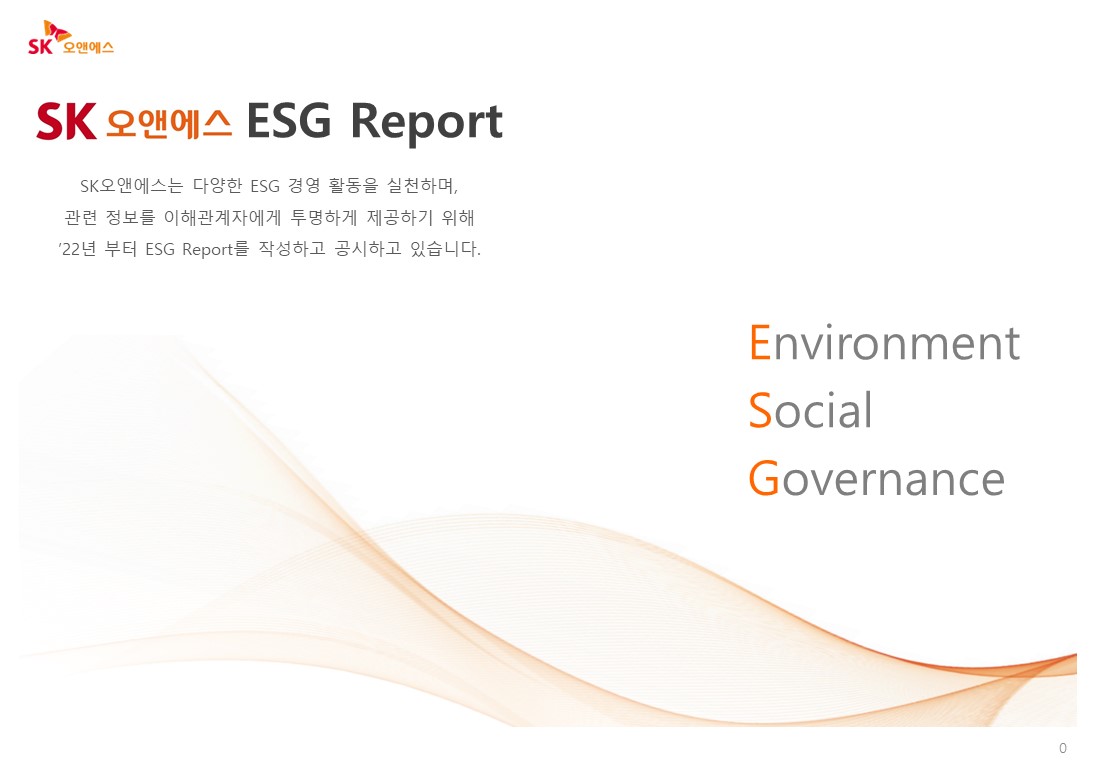 SK 오앤에스
SK 오앤에스 ESG Report
SK오앤에스는 다양한 ESG 경영 활동을 실천하며,
관련 정보를 이해관계자에게 투명하게 제공하기 위해
’22년 부터 ESG Report를 작성하고 공시하고 있습니다.
Environment
Social
Governance
0